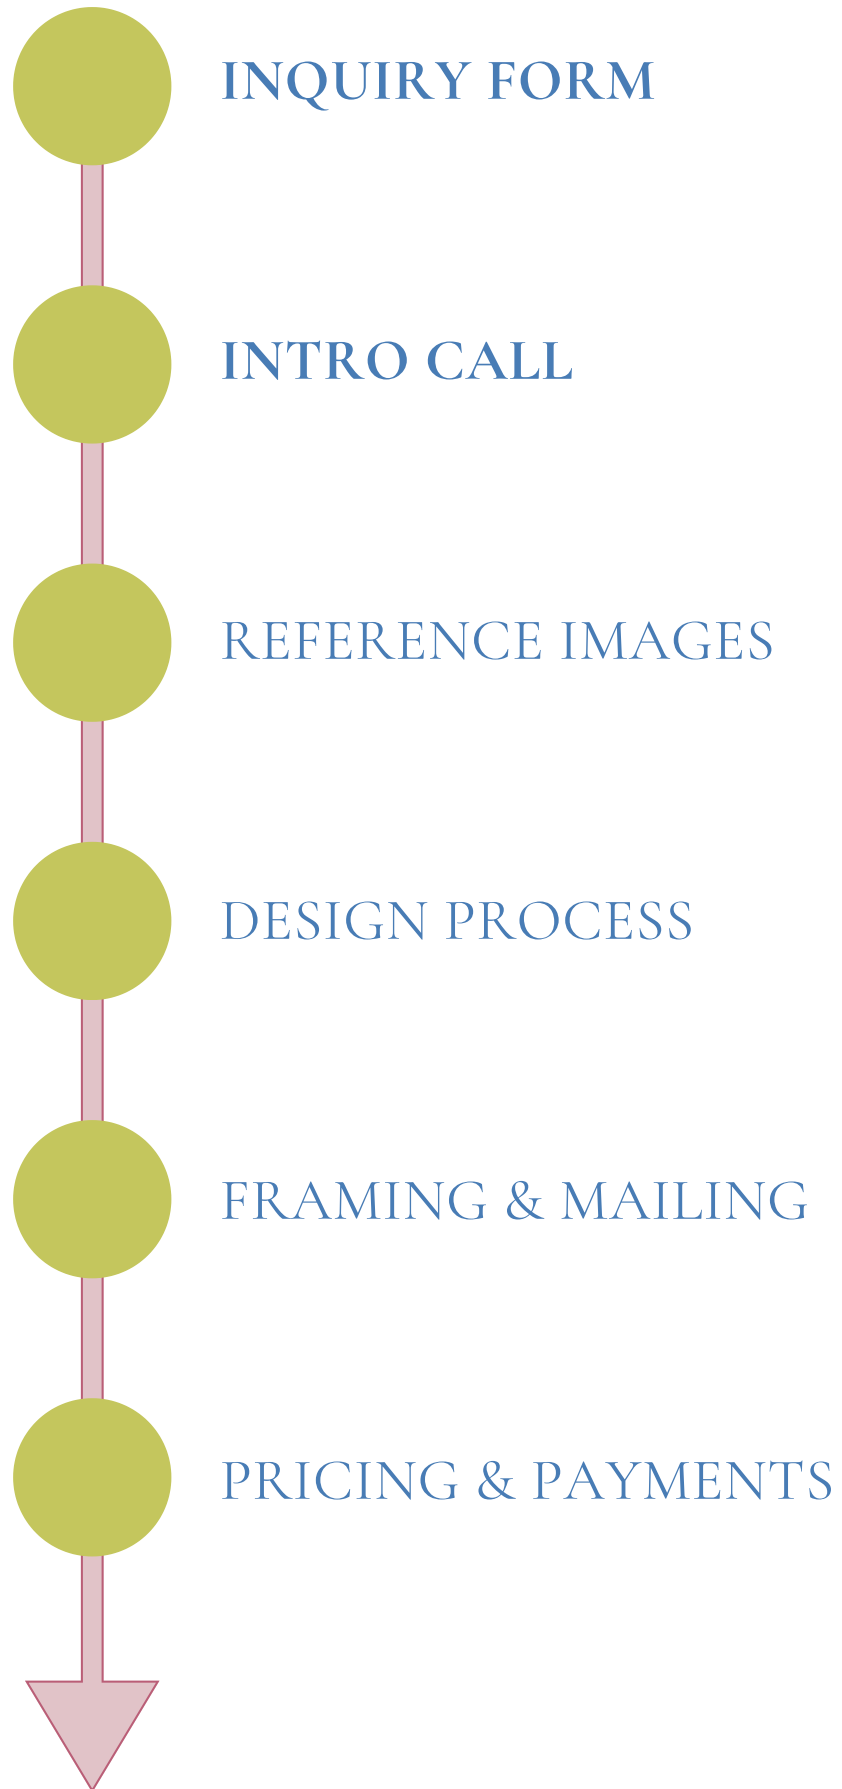 INQUIRY FORM
INTRO CALL
REFERENCE IMAGES
DESIGN PROCESS
FRAMING & MAILING
PRICING & PAYMENTS